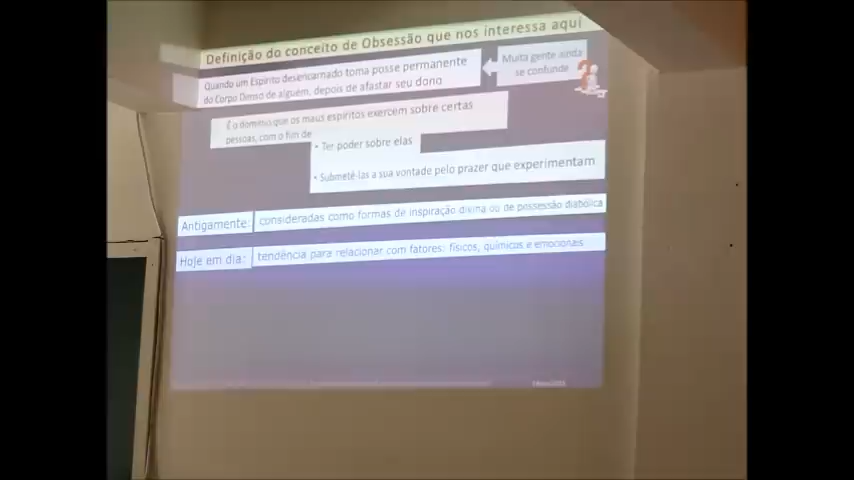 Definição do conceito de Obsessão que nos interessa aqui
Quando um Espírito desencarnado toma posse permanente
do Corpo Denso de alguém, depois de afastar seu dono
Muita gente ainda
se confunde
É o domínio que os maus espíritos exercem sobre certas
pessoas, com o fim de
• Ter poder sobre elas
• Submetê-las a sua vontade pelo prazer que experimentam
Antigamente: consideradas como formas de inspiração divina ou de possessão diabólica
Hoje em dia: tendência para relacionar com fatores: físicos, químicos e emocionais